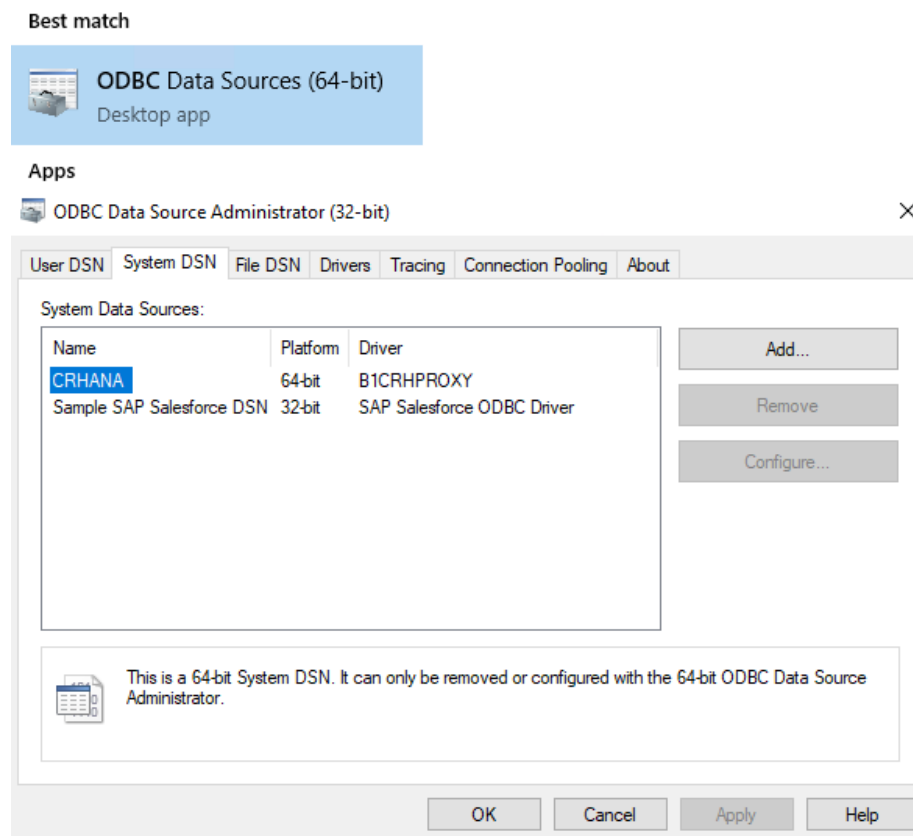 Best match
ODBC Data Sources (64-bit)
Desktop app
Apps
ODBC Data Source Administrator (32-bit)
User DSN System DSN File DSN Drivers Tracing Connection Pooling About
System Data Sources:
Name Platform Driver
CRHANA 64-bit B1CRHPROXY
Sample SAP Salesforce DSN 32-bit SAP Salesforce ODBC Driver
Add...
Remove
Configure...
This is a 64-bit System DSN. It can only be removed or configured with the 64-bit ODBC Data Source
Administrator.
OK Cancel Apply Help